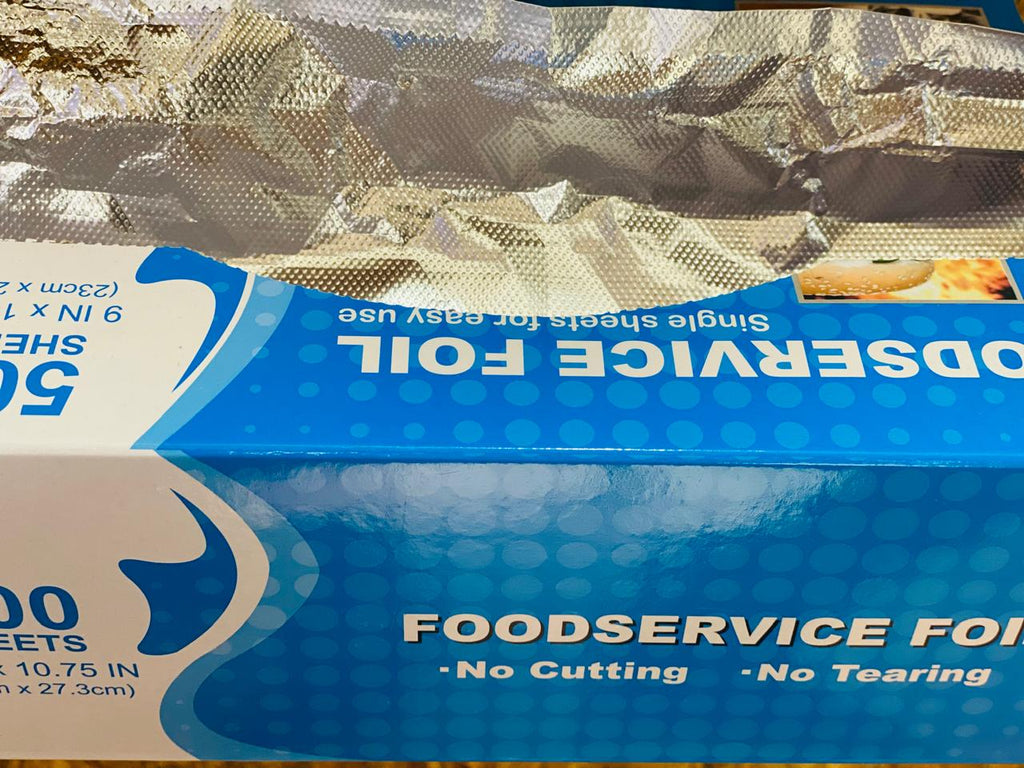 Single sheets for easy use
ODSERVICE FOIL
50
SHE
9 IN x 1
(23cm x 2
00
EETS
x 10.75 IN
m x 27.3cm)
FOODSERVICE FOI
-No Cutting -No Tearing